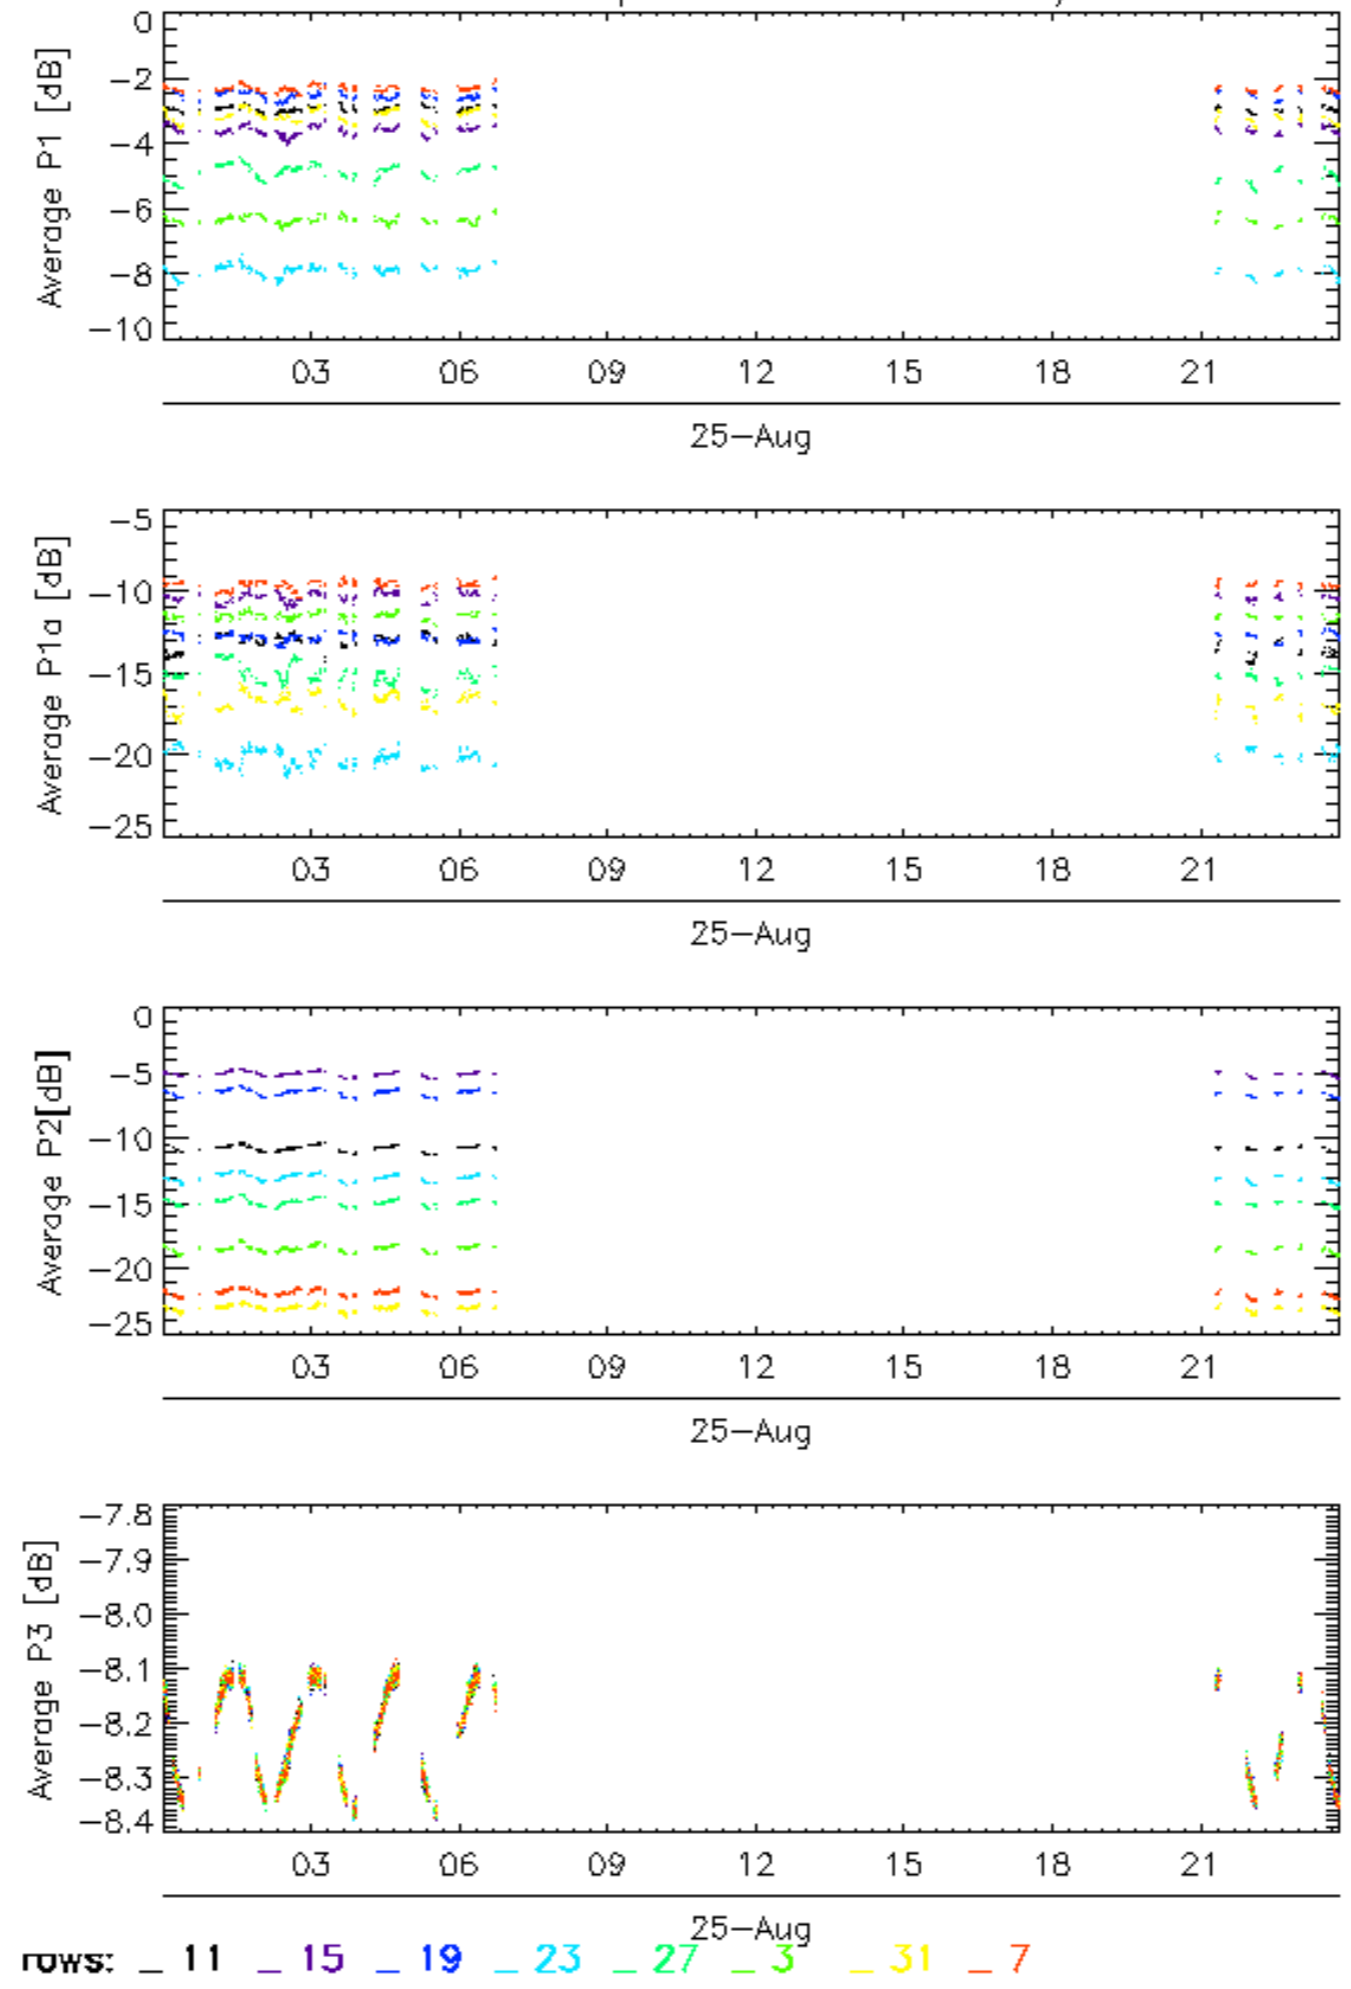 0
−2
−4
−6
−8
−10
Average P1 [dB]
03 06 09 12 15 18 21
25−Aug
−5
−10
−15
−20
−25
Average P1a [dB]
03 06 09 12 15 18 21
25−Aug
0
−5
−10
−15
−20
−25
Average P2[dB]
03 06 09 12 15 18 21
25−Aug
−7.8
−7.9
−8.0
−8.1
−8.2
−8.3
−8.4
Average P3 [dB]
03 06 09 12 15 18 21
25−Aug
rows: _ 11 _ 15 _ 19 _ 23 _ 27 _ 3 _ 31 _ 7